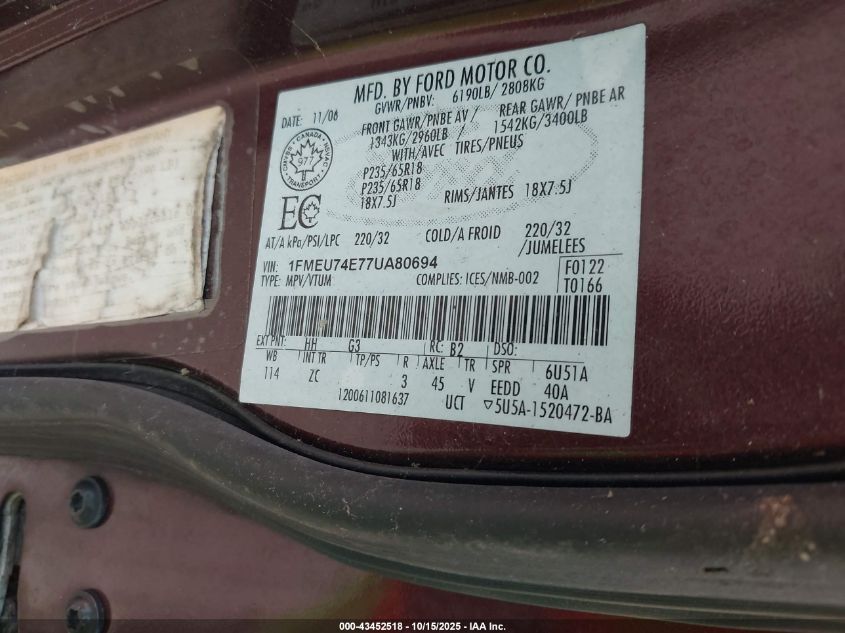 MFD. BY FORD MOTOR CO.
DATE: 11/06 GVWR/PNBV: 6190LB/ 2808KG
FRONT GAWR/PNBE AV / REAR GAWR/ PNBE AR
1343KG/2960LB / 1542KG/3400LB
WITH/AVEC TIRES/PNEUS
P235/65R18
P235/65R18 RIMS/JANTES 18X7.5J
18X7.5J
CANADA
977
TRANSPORT
EC
AT/A kPa/PSI/LPC 220/32 COLD/A FROID 220/32
/JUMELEES
VIN: 1FMEU74E77UA80694 F0122
TYPE: MPV/VTUM COMPLIES: ICES/NMB-002 T0166
EXT PNT: HH G3 RC: B2 DSO:
WB INT TR TP/PS R AXLE TR SPR 6U51A
114 ZC 3 45 V EEDD 40A
1200611081637 UCT ▽5U5A-1520472-BA
000-43452518 - 10/15/2025 - IAA Inc.